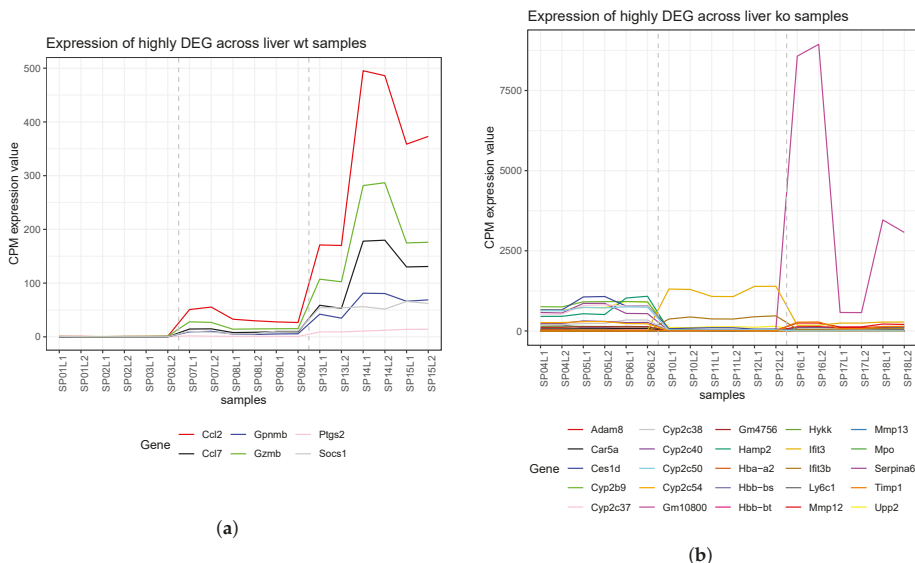 (a)
(b)
Expression of highly DEG across liver wt samples
CPM expression value
500
400
300
200
100
0
SP01L1
SP01L2
SP02L1
SP02L2
SP03L1
SP03L2
SP07L1
SP07L2
SP08L1
SP08L2
SP09L1
SP09L2
SP13L1
SP13L2
SP14L1
SP14L2
SP15L1
SP15L2
samples
Gene
Ccl2 Gpnmb Ptgs2
Ccl7 Gzmb Socs1
(a)
Expression of highly DEG across liver ko samples
CPM expression value
7500
5000
2500
0
SP04L1
SP04L2
SP05L1
SP05L2
SP06L1
SP06L2
SP10L1
SP10L2
SP11L1
SP11L2
SP12L1
SP12L2
SP16L1
SP16L2
SP17L1
SP17L2
SP18L1
SP18L2
samples
Gene
Adam8 Cyp2c38 Gm4756 Hykk Mmp13
Car5a Cyp2c40 Hamp2 Ifit3 Mpo
Ces1d Cyp2c50 Hba−a2 Ifit3b Serpina6
Cyp2b9 Cyp2c54 Hbb−bs Ly6c1 Timp1
Cyp2c37 Gm10800 Hbb−bt Mmp12 Upp2
(b)